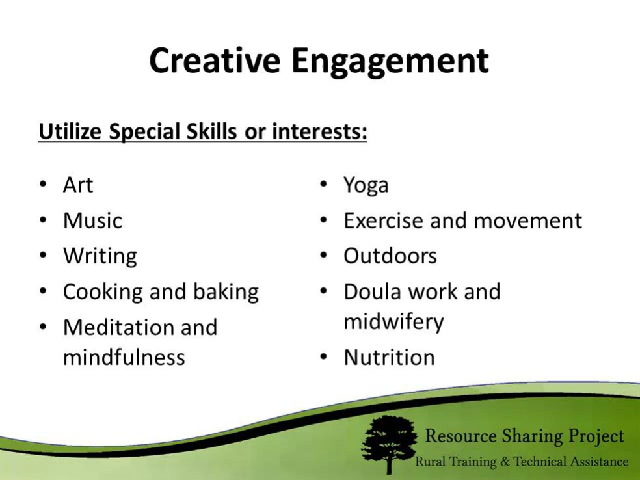 Creative Engagement
Utilize Special Skills or interests:
• Art
• Music
• Writing
• Cooking and baking
• Meditation and
mindfulness
• Yoga
• Exercise and movement
• Outdoors
• Doula work and
midwifery
• Nutrition
Resource Sharing Project
Rural Training & Technical Assistance